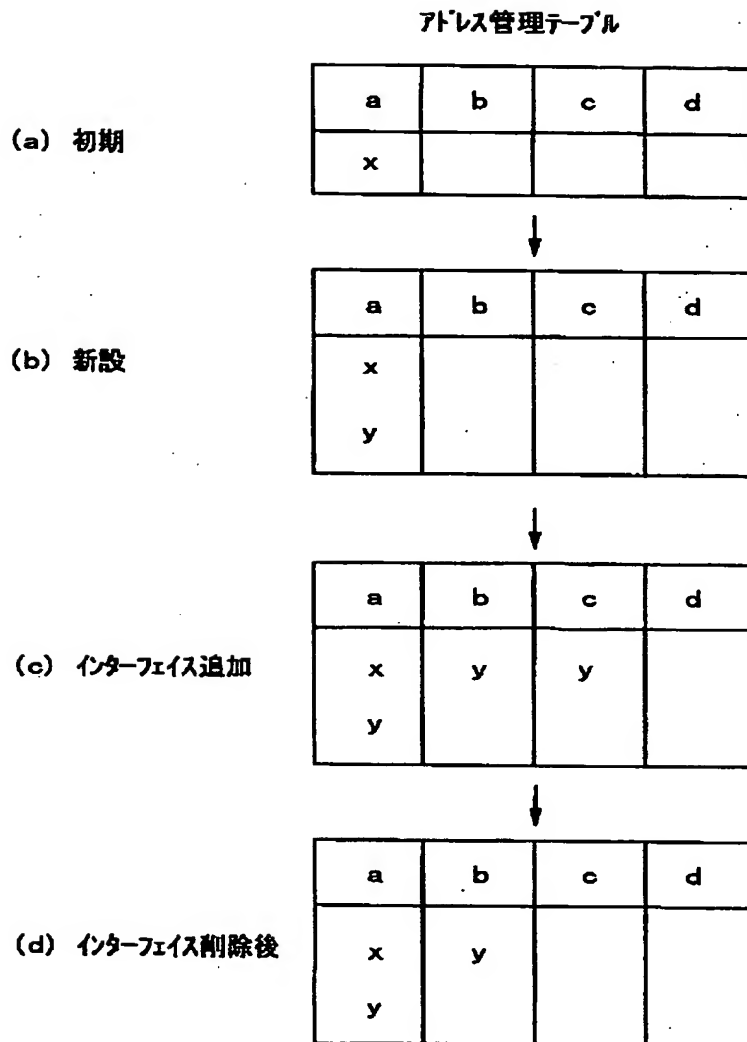 アドレス管理テーブル
(a) 初期
a b c d
x
(b) 新設
a b c d
x
y
(c) インターフェイス追加
a b c d
x y y
y
(d) インターフェイス削除後
a b c d
x y
y